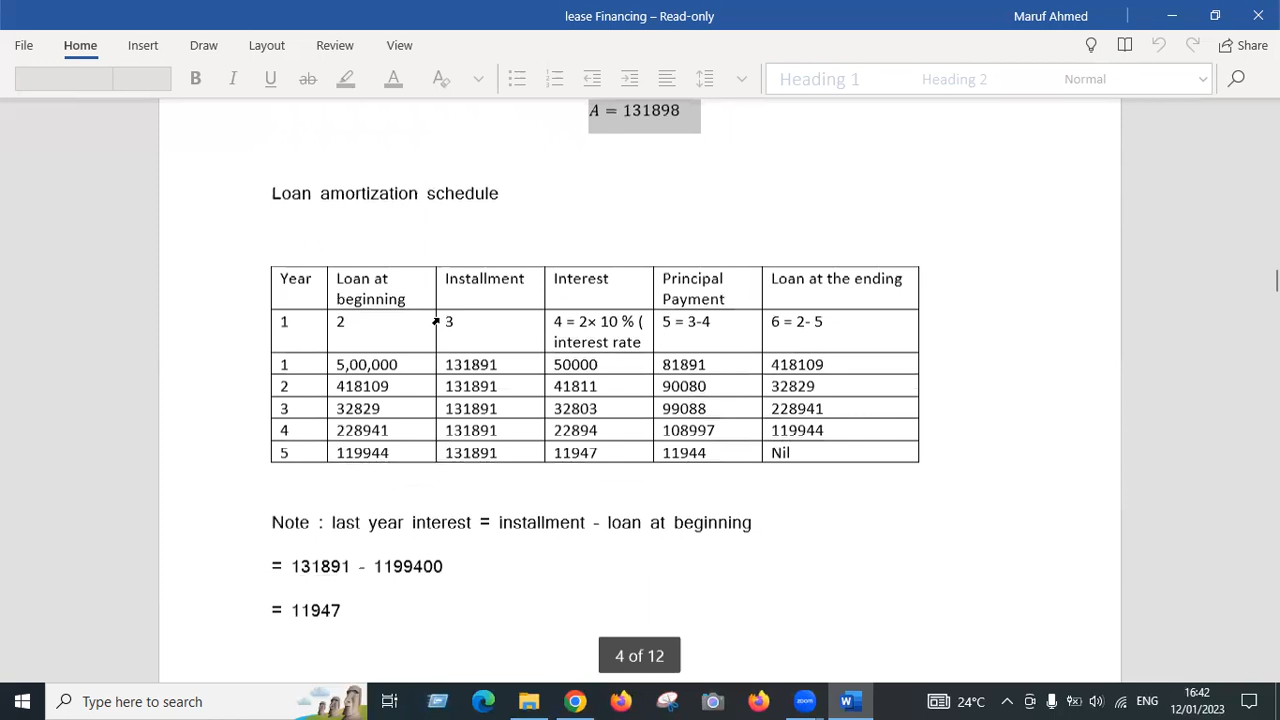 lease Financing – Read-only
Maruf Ahmed
File Home Insert Draw Layout References Review View Share
B I U ab A A
Heading 1 Heading 2 Normal
A = 131898
Loan amortization schedule
Year Loan at beginning Installment Interest Principal Payment Loan at the ending
1 2 3 4 = 2× 10 % ( interest rate 5 = 3-4 6 = 2- 5
1 5,00,000 131891 50000 81891 418109
2 418109 131891 41811 90080 32829
3 32829 131891 32803 99088 228941
4 228941 131891 22894 108997 119944
5 119944 131891 11947 11944 Nil
Note : last year interest = installment - loan at beginning
= 131891 - 1199400
= 11947
4 of 12
Type here to search
zoom
24°C
ENG
16:42
12/01/2023